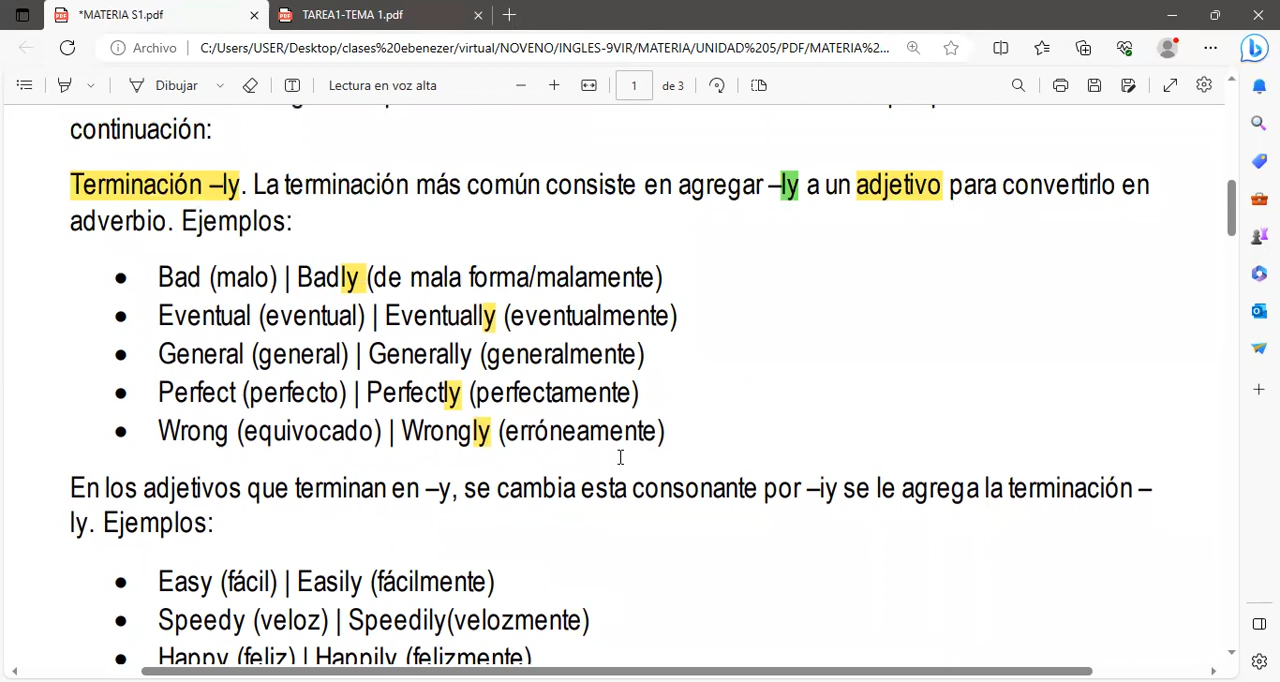 *MATERIA S1.pdf
TAREA1-TEMA 1.pdf
Archivo
C:/Users/USER/Desktop/clases%20ebenezer/virtual/NOVENO/INGLES-9VIR/MATERIA/UNIDAD%205/PDF/MATERIA%2...
Dibujar
Lectura en voz alta
1
de 3
continuación:
Terminación –ly. La terminación más común consiste en agregar –ly a un adjetivo para convertirlo en
adverbio. Ejemplos:
● Bad (malo) | Badly (de mala forma/malamente)
● Eventual (eventual) | Eventually (eventualmente)
● General (general) | Generally (generalmente)
● Perfect (perfecto) | Perfectly (perfectamente)
● Wrong (equivocado) | Wrongly (erróneamente)
En los adjetivos que terminan en –y, se cambia esta consonante por –iy se le agrega la terminación –
ly. Ejemplos:
● Easy (fácil) | Easily (fácilmente)
● Speedy (veloz) | Speedily(velozmente)
● Happy (feliz) | Happily (felizmente)